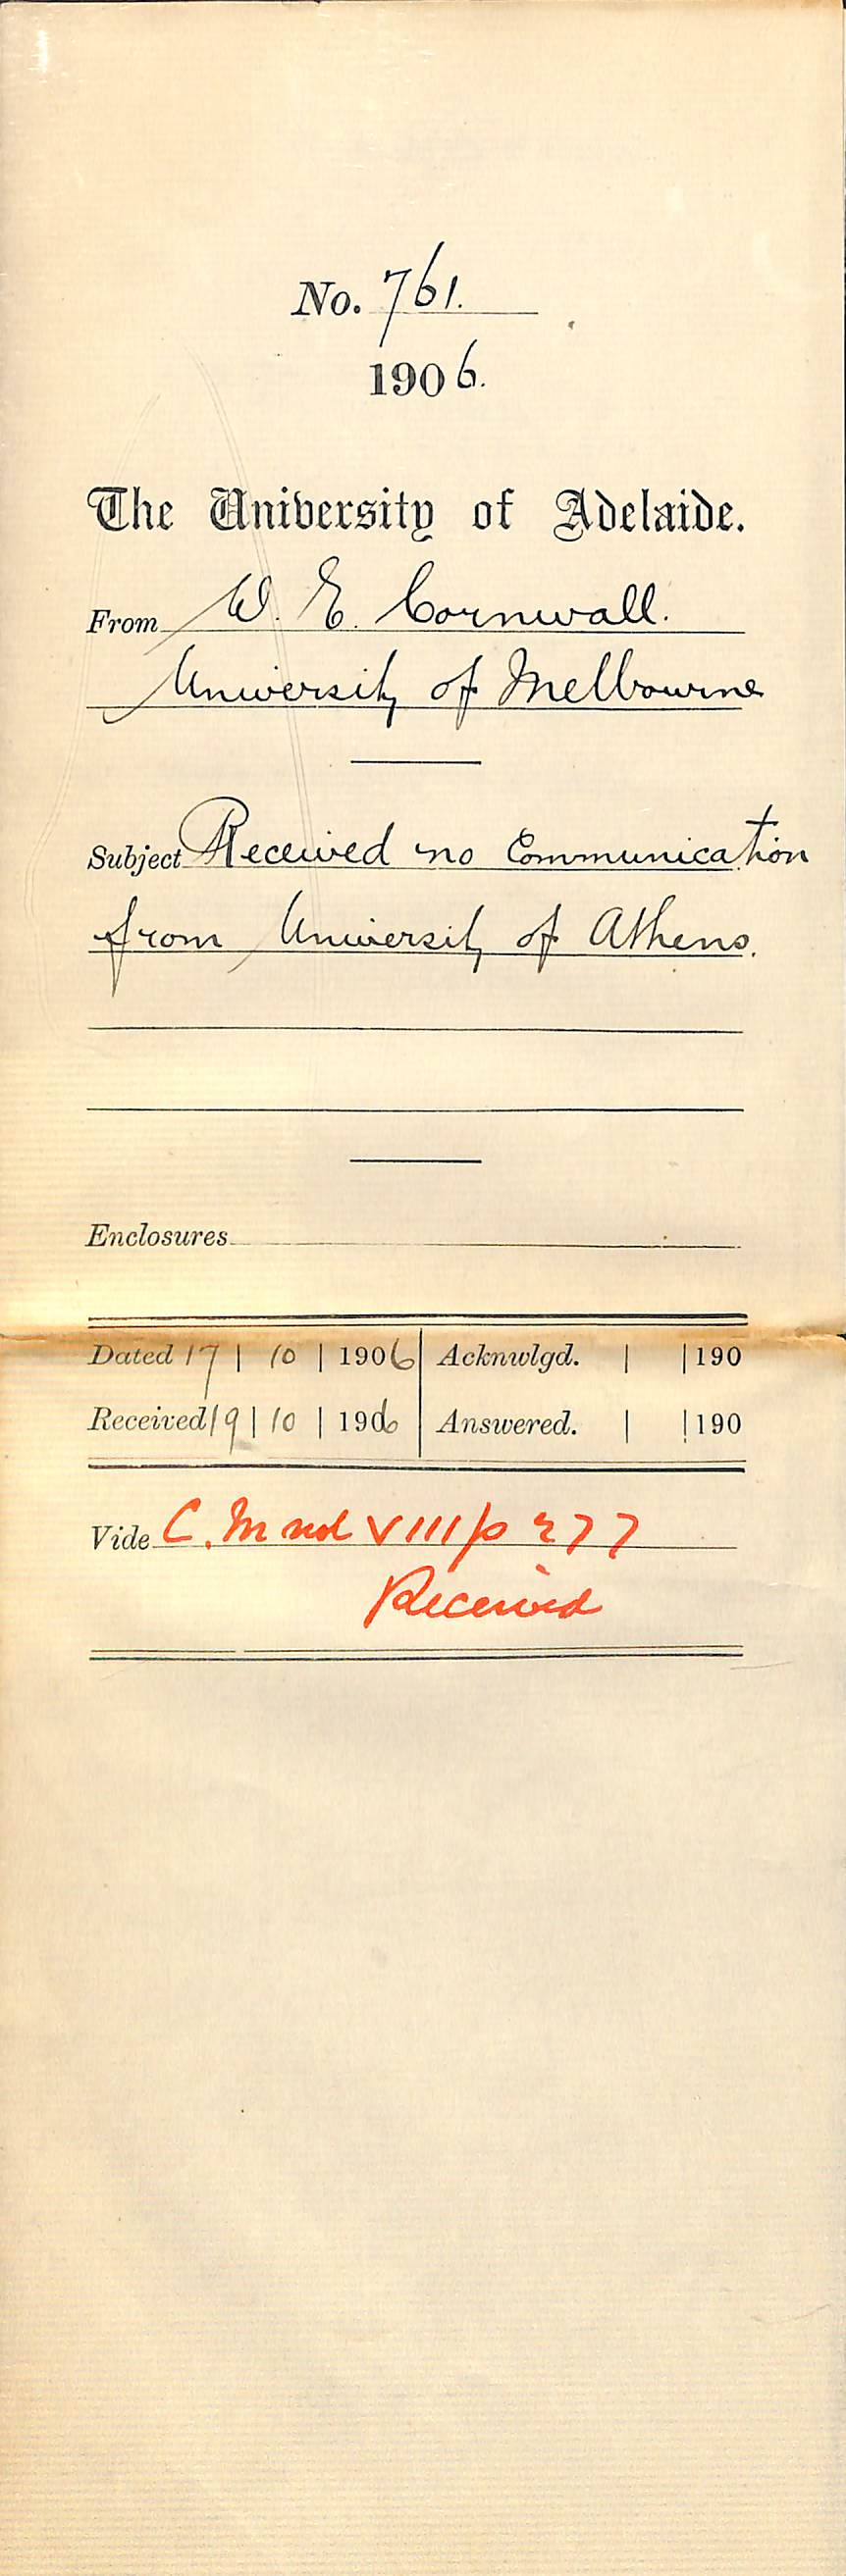 No. 761.
1906.
The University of Adelaide.
From W. E. Cornwall.
University of Melbourne
Subject Received no Communication
from University of Athens.
Enclosures
Dated 17 | 10 | 1906 Acknwlgd. | | 190
Received 19 | 10 | 1906 Answered. | | 190
Vide C. M vol VIII p 277
Received